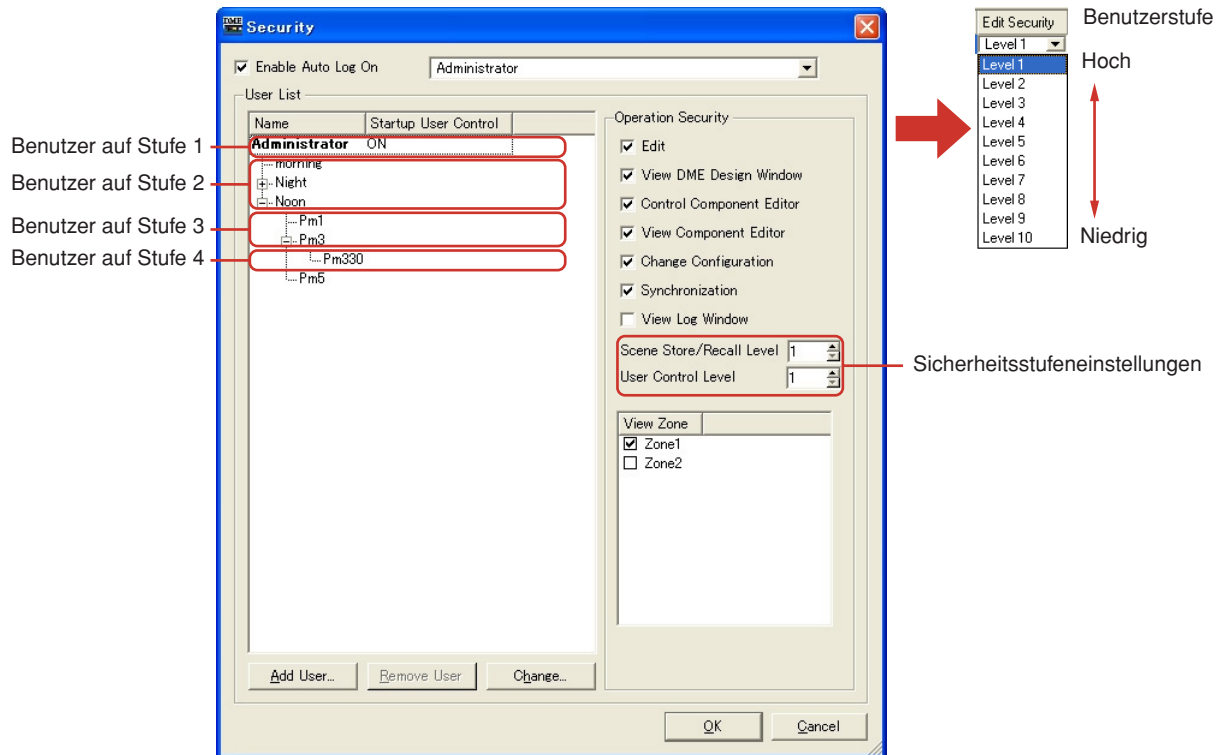 DME Security
Enable Auto Log On Administrator
User List
Name Startup User Control
Administrator ON
morning
Night
Noon
Pm1
Pm3
Pm330
Pm5
Add User...
Remove User
Change...
Operation Security
Edit
View DME Design Window
Control Component Editor
View Component Editor
Change Configuration
Synchronization
View Log Window
Scene Store/Recall Level 1
User Control Level 1
View Zone
Zone1
Zone2
OK
Cancel
Benutzer auf Stufe 1
Benutzer auf Stufe 2
Benutzer auf Stufe 3
Benutzer auf Stufe 4
Sicherheitsstufeneinstellungen
Edit Security
Level 1
Level 1
Level 2
Level 3
Level 4
Level 5
Level 6
Level 7
Level 8
Level 9
Level 10
Benutzerstufe
Hoch
Niedrig